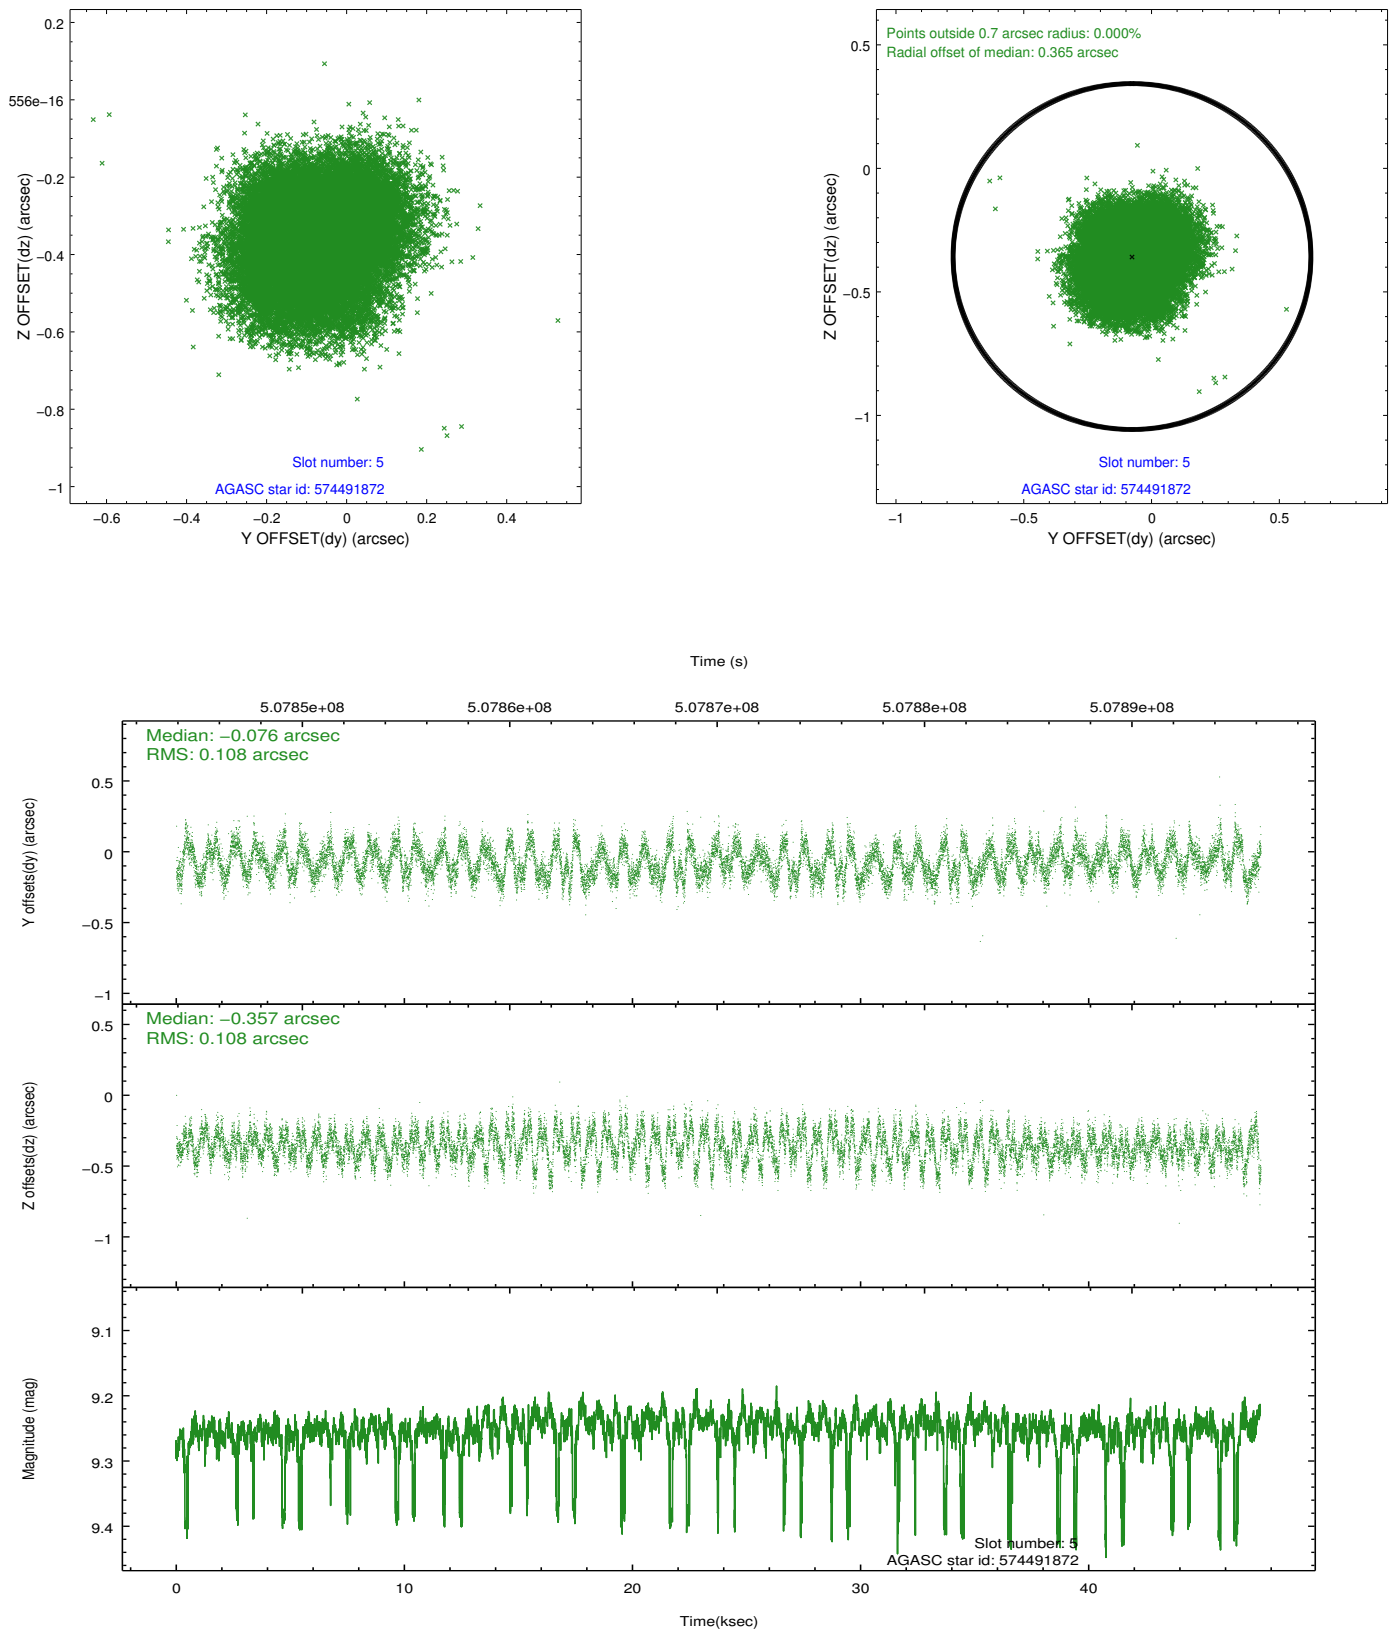 0.2
556e−16
−0.2
−0.4
−0.6
−0.8
−1
Z OFFSET(dz) (arcsec)
Slot number: 5
AGASC star id: 574491872
−0.6
−0.4
−0.2
0
0.2
0.4
Y OFFSET(dy) (arcsec)
Points outside 0.7 arcsec radius: 0.000%
Radial offset of median: 0.365 arcsec
0.5
0
−0.5
−1
Z OFFSET(dz) (arcsec)
Slot number: 5
AGASC star id: 574491872
−1
−0.5
0
0.5
Y OFFSET(dy) (arcsec)
Time (s)
5.0785e+08
5.0786e+08
5.0787e+08
5.0788e+08
5.0789e+08
Median: −0.076 arcsec
RMS: 0.108 arcsec
0.5
0
−0.5
−1
Y offsets(dy) (arcsec)
Median: −0.357 arcsec
RMS: 0.108 arcsec
0.5
0
−0.5
−1
Z offsets(dz) (arcsec)
9.1
9.2
9.3
9.4
Magnitude (mag)
Slot number: 5
AGASC star id: 574491872
0
10
20
30
40
Time(ksec)